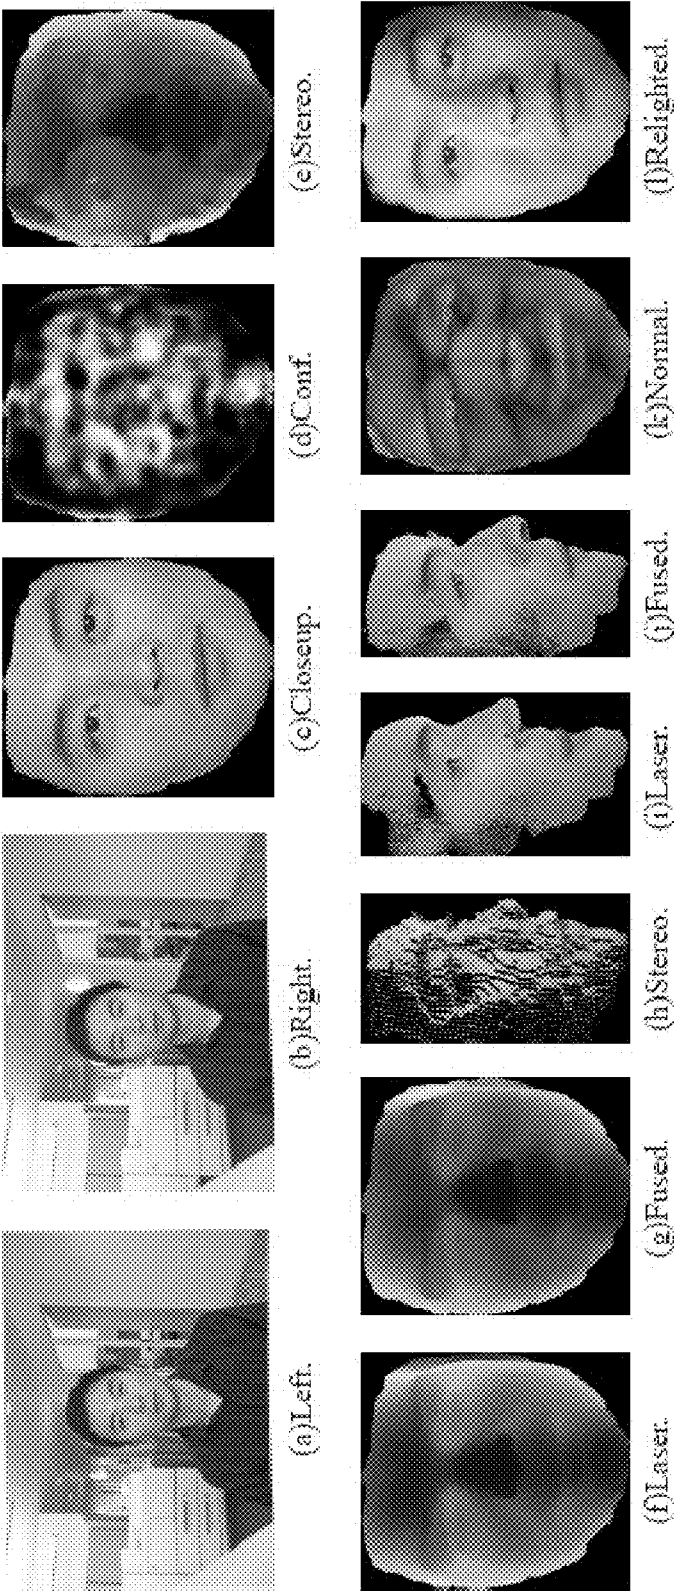 (a)Left.
(b)Right.
(c)Closeup.
(d)Conf.
(e)Stereo.
(f)Laser.
(g)Fused.
(h)Stereo.
(i)Laser.
(j)Fused.
(k)Normal.
(l)Relighted.